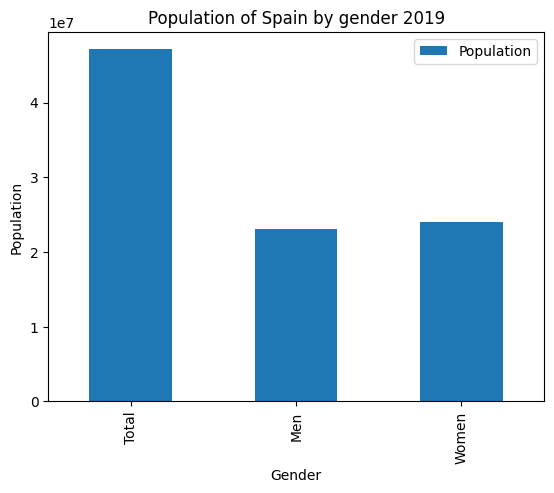 Population of Spain by gender 2019
1e7
Population
4
3
2
1
0
Population
Total
Men
Women
Gender